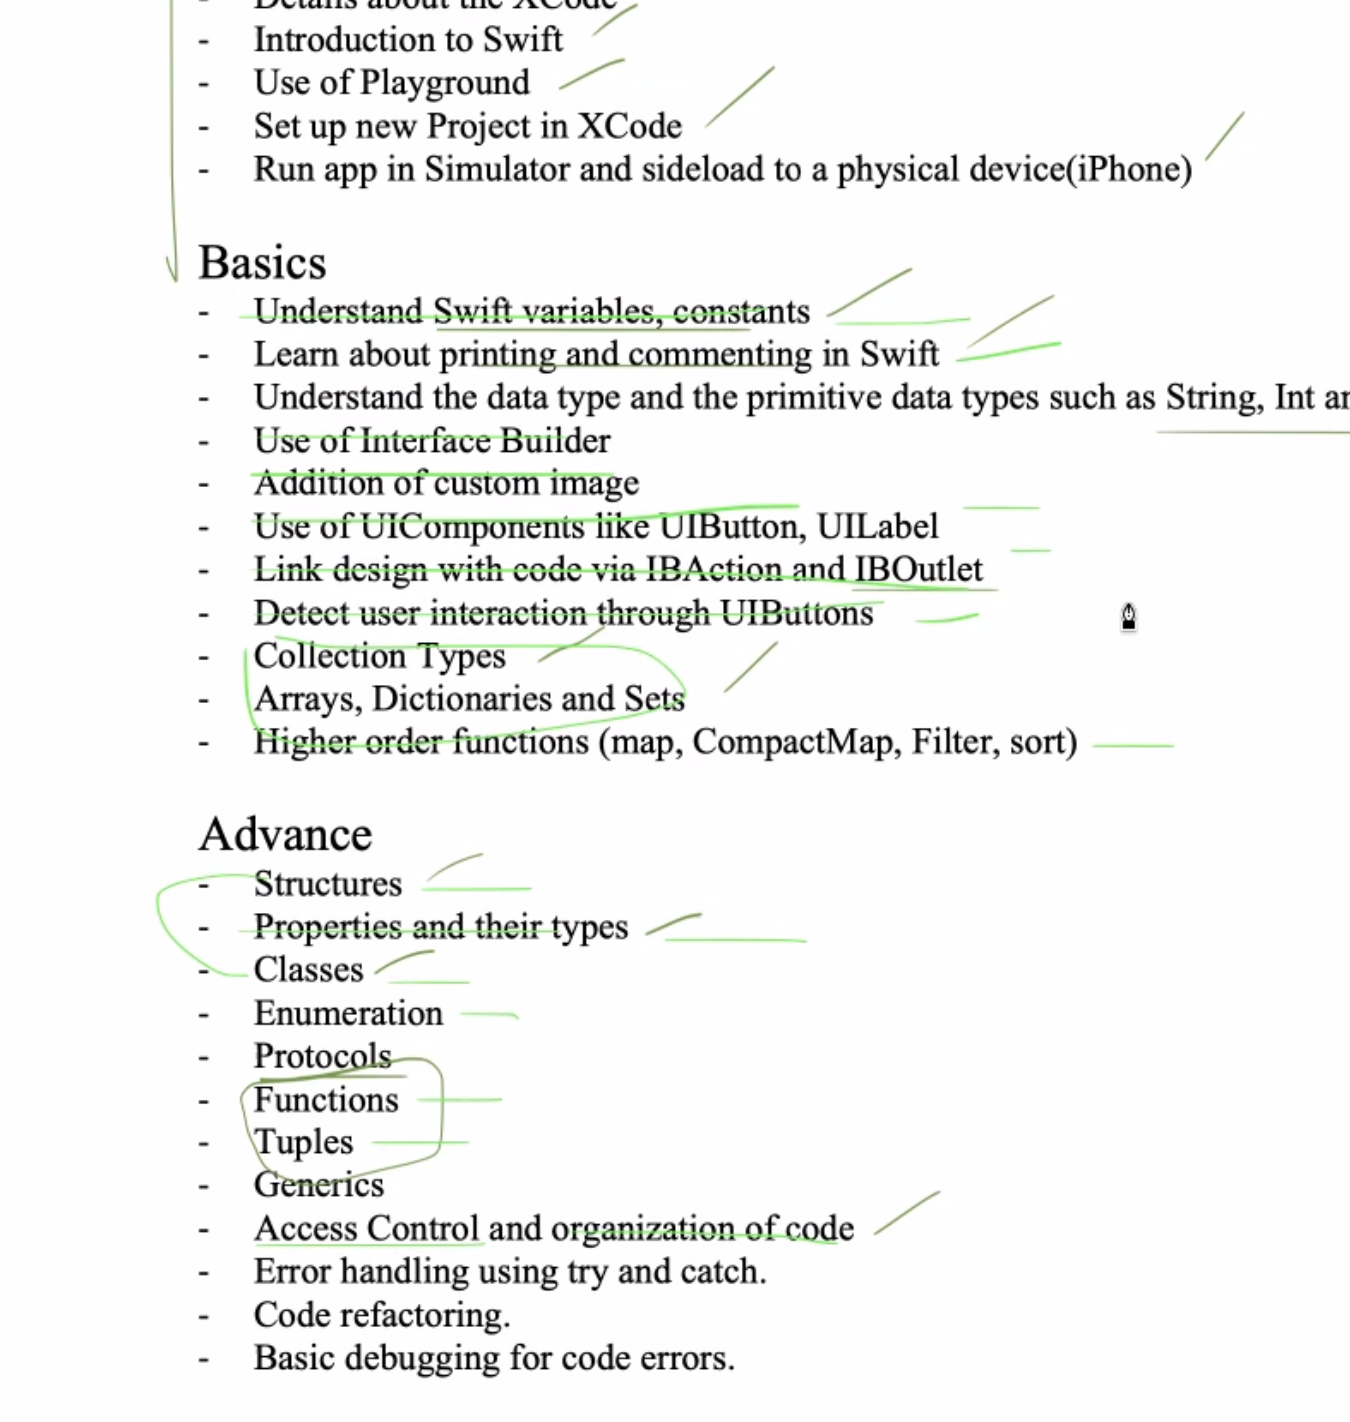 - Details about the XCode
- Introduction to Swift
- Use of Playground
- Set up new Project in XCode
- Run app in Simulator and sideload to a physical device(iPhone)
Basics
- Understand Swift variables, constants
- Learn about printing and commenting in Swift
- Understand the data type and the primitive data types such as String, Int
- Use of Interface Builder
- Addition of custom image
- Use of UIComponents like UIButton, UILabel
- Link design with code via IBAction and IBOutlet
- Detect user interaction through UIButtons
- Collection Types
- Arrays, Dictionaries and Sets
- Higher order functions (map, CompactMap, Filter, sort)
Advance
- Structures
- Properties and their types
- Classes
- Enumeration
- Protocols
- Functions
- Tuples
- Generics
- Access Control and organization of code
- Error handling using try and catch.
- Code refactoring.
- Basic debugging for code errors.